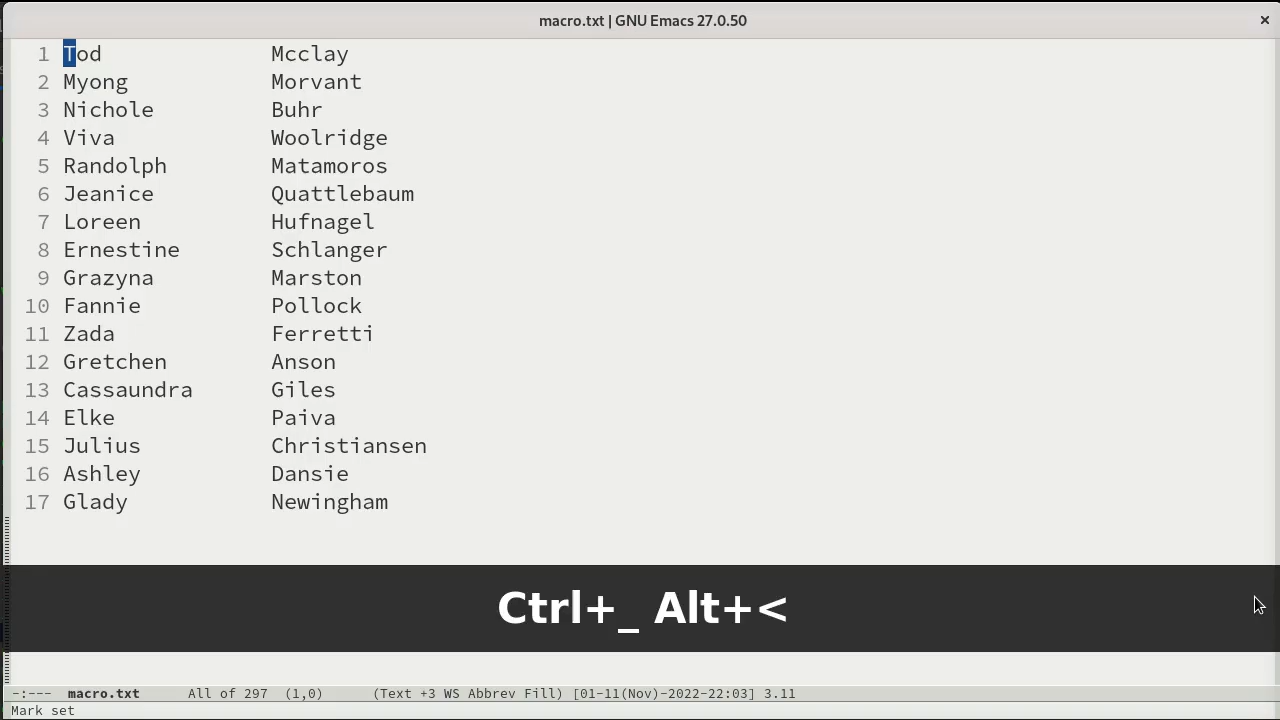 macro.txt | GNU Emacs 27.0.50 ×
1 Tod Mcclay
2 Myong Morvant
3 Nichole Buhr
4 Viva Woolridge
5 Randolph Matamoros
6 Jeanice Quattlebaum
7 Loreen Hufnagel
8 Ernestine Schlanger
9 Grazyna Marston
10 Fannie Pollock
11 Zada Ferretti
12 Gretchen Anson
13 Cassaundra Giles
14 Elke Paiva
15 Julius Christiansen
16 Ashley Dansie
17 Glady Newingham
Ctrl+_ Alt+<
-:--- macro.txt All of 297 (1,0) (Text +3 WS Abbrev Fill) [01-11(Nov)-2022-22:03] 3.11
Mark set